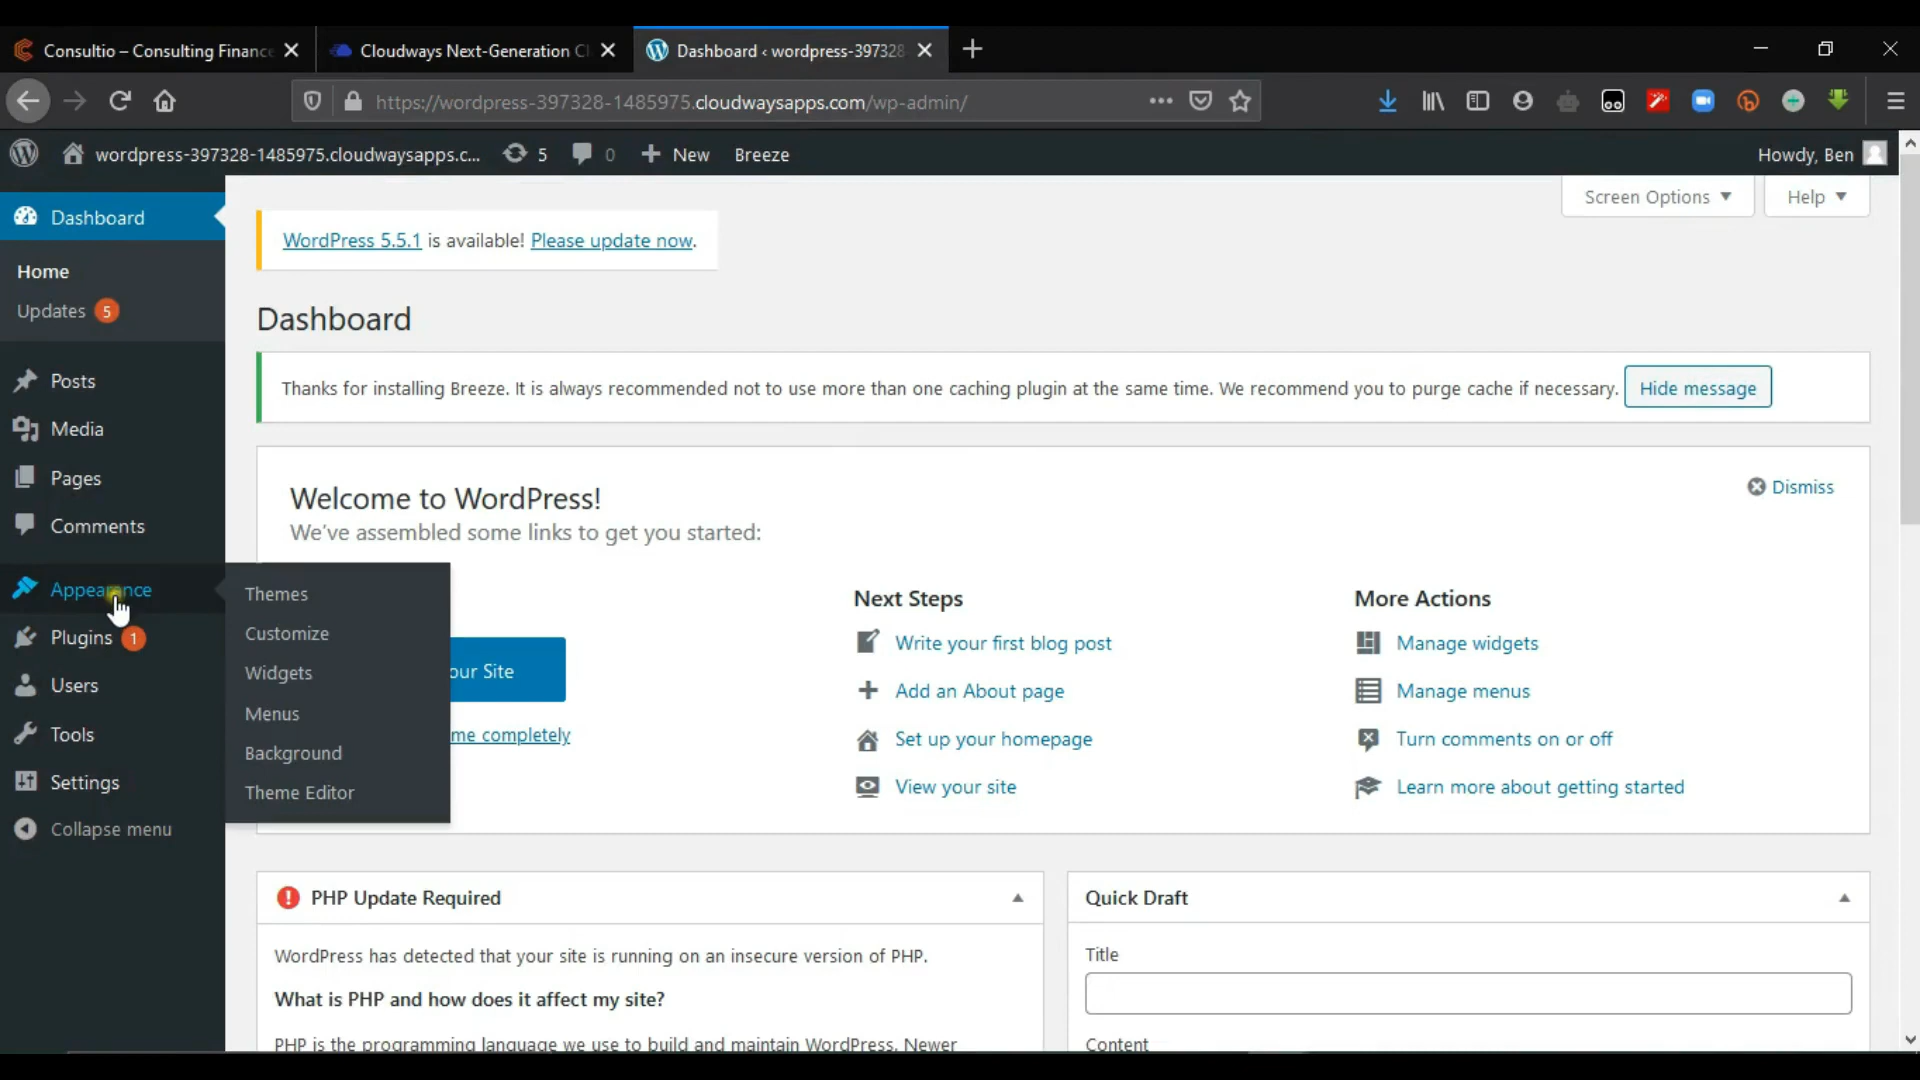 Consultio – Consulting Finance
Cloudways Next-Generation Cl
Dashboard ‹ wordpress-397328
https://wordpress-397328-1485975.cloudwaysapps.com/wp-admin/
wordpress-397328-1485975.cloudwaysapps.c...
5
0
New
Breeze
Howdy, Ben
Dashboard
Home
Updates 5
Posts
Media
Pages
Comments
Appearance
Plugins 1
Users
Tools
Settings
Collapse menu
Themes
Customize
Widgets
Menus
Background
Theme Editor
Screen Options
Help
WordPress 5.5.1 is available! Please update now.
Dashboard
Thanks for installing Breeze. It is always recommended not to use more than one caching plugin at the same time. We recommend you to purge cache if necessary.
Hide message
Welcome to WordPress!
We've assembled some links to get you started:
Dismiss
our Site
me completely
Next Steps
Write your first blog post
Add an About page
Set up your homepage
View your site
More Actions
Manage widgets
Manage menus
Turn comments on or off
Learn more about getting started
PHP Update Required
WordPress has detected that your site is running on an insecure version of PHP.
What is PHP and how does it affect my site?
PHP is the programming language we use to build and maintain WordPress. Newer
Quick Draft
Title
Content